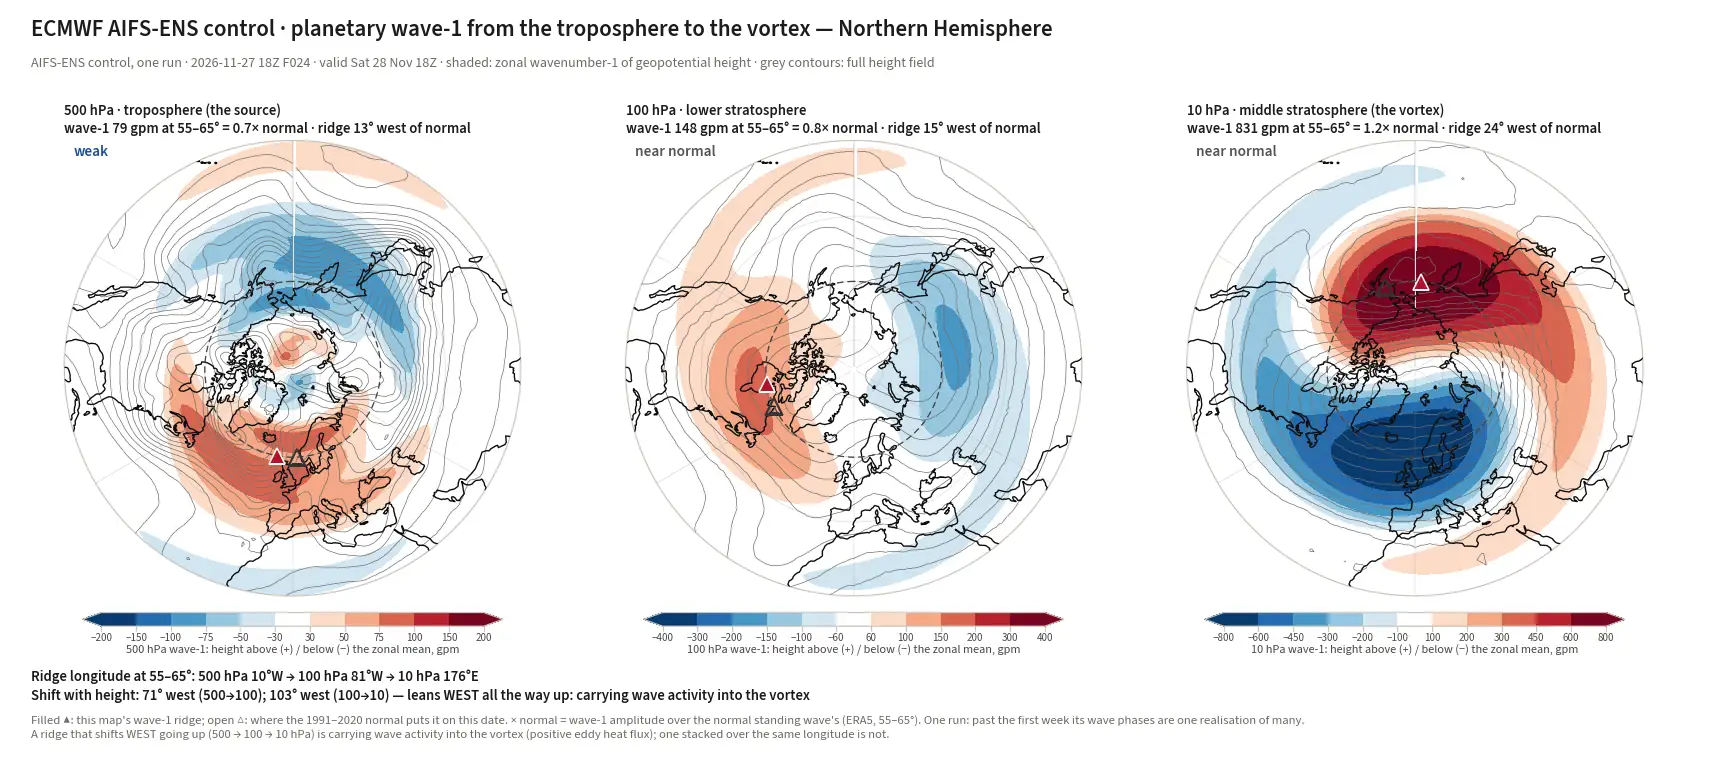 ECMWF AIFS-ENS control · planetary wave-1 from the troposphere to the vortex — Northern Hemisphere
AIFS-ENS control, one run · 2026-11-27 18Z F024 · valid Sat 28 Nov 18Z · shaded: zonal wavenumber-1 of geopotential height · grey contours: full height field
500 hPa · troposphere (the source)
wave-1 79 gpm at 55–65° = 0.7× normal · ridge 13° west of normal
weak
100 hPa · lower stratosphere
wave-1 148 gpm at 55–65° = 0.8× normal · ridge 15° west of normal
near normal
10 hPa · middle stratosphere (the vortex)
wave-1 831 gpm at 55–65° = 1.2× normal · ridge 24° west of normal
near normal
−200 −150 −100 −75 −50 −30 30 50 75 100 150 200
500 hPa wave-1: height above (+) / below (−) the zonal mean, gpm
−400 −300 −200 −150 −100 −60 60 100 150 200 300 400
100 hPa wave-1: height above (+) / below (−) the zonal mean, gpm
−800 −600 −450 −300 −200 −100 100 200 300 450 600 800
10 hPa wave-1: height above (+) / below (−) the zonal mean, gpm
Ridge longitude at 55–65°: 500 hPa 10°W → 100 hPa 81°W → 10 hPa 176°E
Shift with height: 71° west (500→100); 103° west (100→10) — leans WEST all the way up: carrying wave activity into the vortex
Filled ▲: this map's wave-1 ridge; open △: where the 1991–2020 normal puts it on this date. × normal = wave-1 amplitude over the normal standing wave's (ERA5, 55–65°). One run: past the first week its wave phases are one realisation of many.
A ridge that shifts WEST going up (500 → 100 → 10 hPa) is carrying wave activity into the vortex (positive eddy heat flux); one stacked over the same longitude is not.